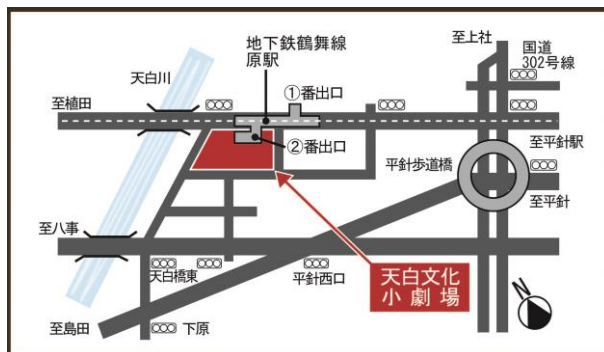 地下鉄鶴舞線
原駅
至上社
国道
302号線
天白川
①番出口
至植田
②番出口
至平針駅
平針歩道橋
至平針
至八事
天白橋東
平針西口
天白文化
小劇場
N
至島田
下原